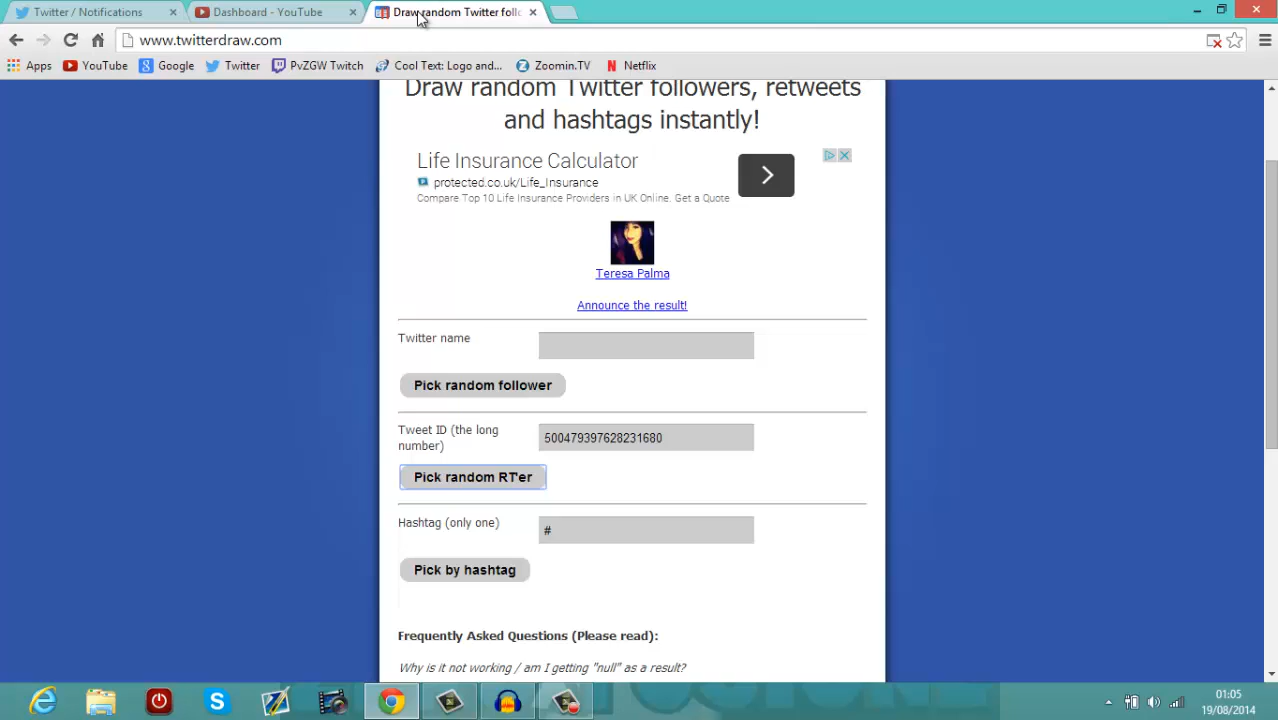 Twitter / Notifications
Dashboard - YouTube
Draw random Twitter foll
www.twitterdraw.com
Apps
YouTube
Google
Twitter
PvZGW Twitch
Cool Text: Logo and...
Zoomin.TV
Netflix
Draw random Twitter followers, retweets
and hashtags instantly!
Life Insurance Calculator
protected.co.uk/Life_Insurance
Compare Top 10 Life Insurance Providers in UK Online. Get a Quote
Teresa Palma
Announce the result!
Twitter name
Pick random follower
Tweet ID (the long
number)
500479397628231680
Pick random RT'er
Hashtag (only one)
#
Pick by hashtag
Frequently Asked Questions (Please read):
Why is it not working / am I getting "null" as a result?
01:05
19/08/2014